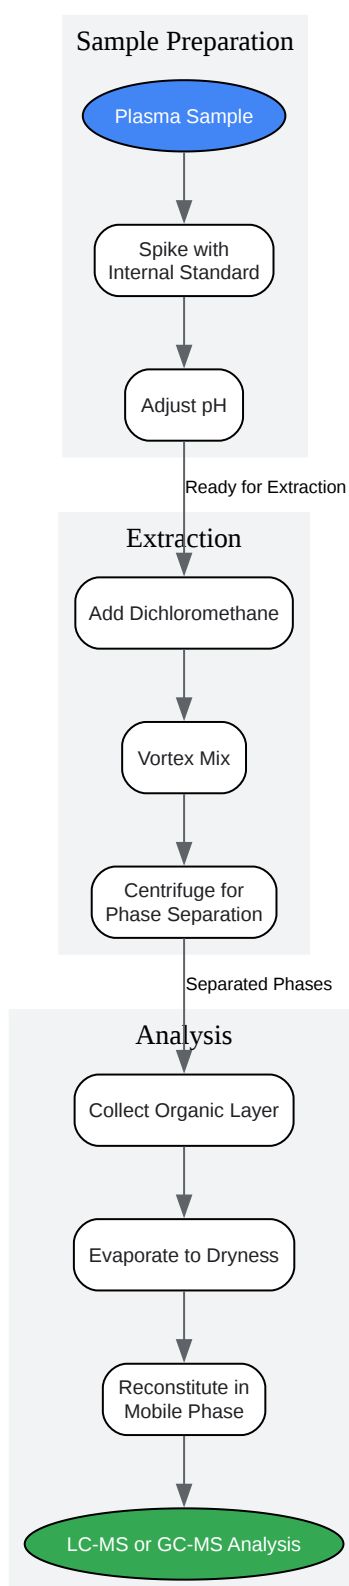 Sample Preparation
Plasma Sample
Spike with
Internal Standard
Adjust pH
Ready for Extraction
Extraction
Add Dichloromethane
Vortex Mix
Centrifuge for
Phase Separation
Separated Phases
Analysis
Collect Organic Layer
Evaporate to Dryness
Reconstitute in
Mobile Phase
LC-MS or GC-MS Analysis